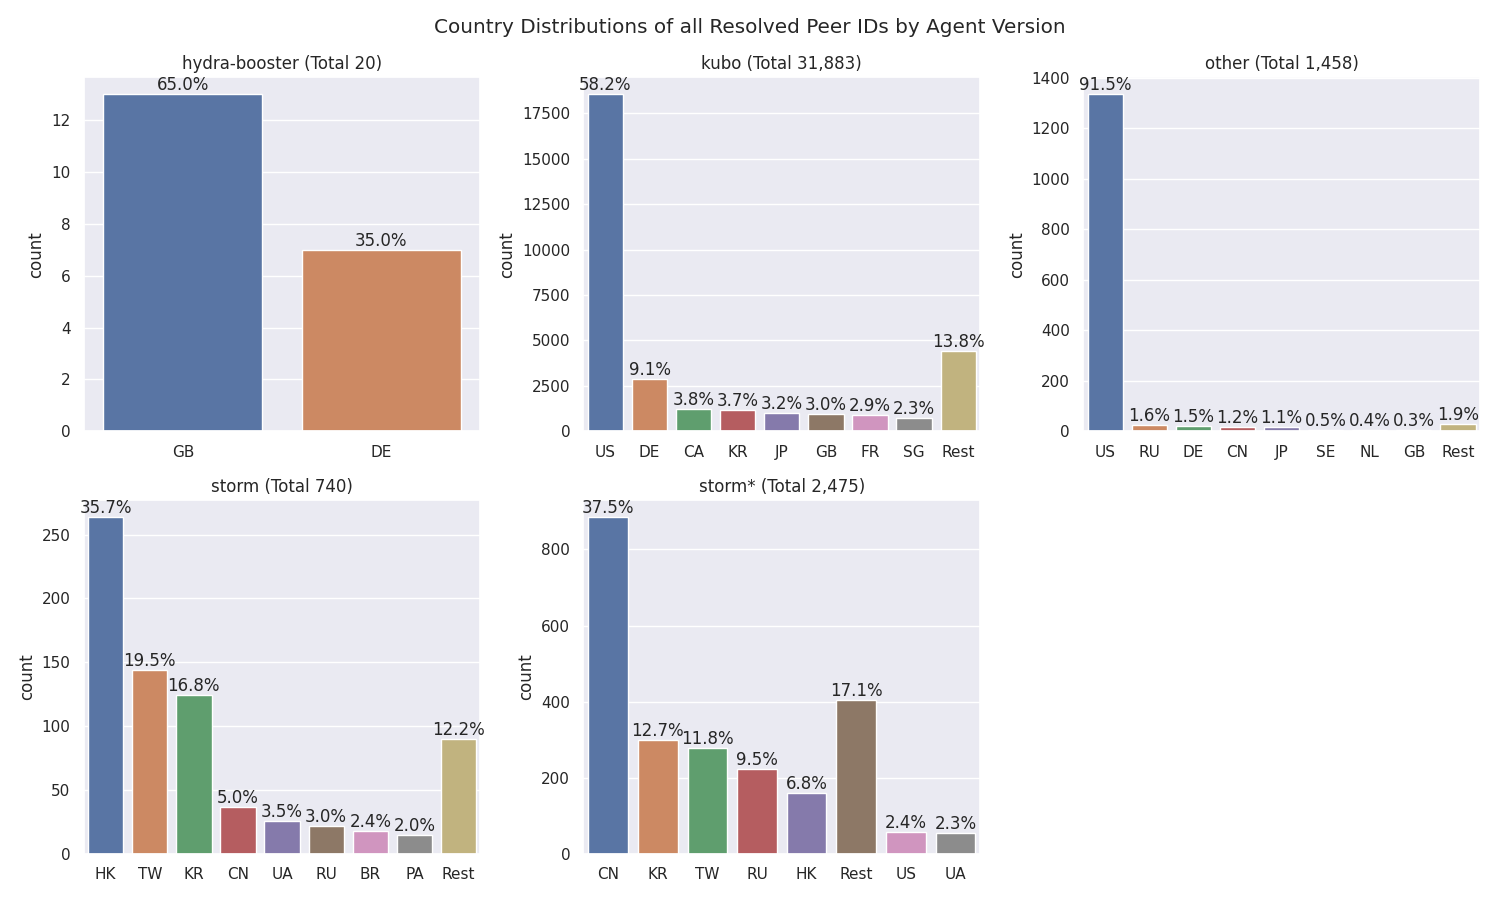 Country Distributions of all Resolved Peer IDs by Agent Version
hydra-booster (Total 20)
65.0%
35.0%
12
10
8
6
4
2
0
count
GB DE
kubo (Total 31,883)
58.2%
9.1%
3.8% 3.7% 3.2% 3.0% 2.9% 2.3%
13.8%
17500
15000
12500
10000
7500
5000
2500
0
count
US DE CA KR JP GB FR SG Rest
other (Total 1,458)
91.5%
1.6% 1.5% 1.2% 1.1% 0.5% 0.4% 0.3% 1.9%
1400
1200
1000
800
600
400
200
0
count
US RU DE CN JP SE NL GB Rest
storm (Total 740)
35.7%
19.5%
16.8%
5.0%
3.5% 3.0% 2.4% 2.0%
12.2%
250
200
150
100
50
0
count
HK TW KR CN UA RU BR PA Rest
storm* (Total 2,475)
37.5%
12.7% 11.8%
9.5%
6.8%
17.1%
2.4% 2.3%
800
600
400
200
0
count
CN KR TW RU HK Rest US UA